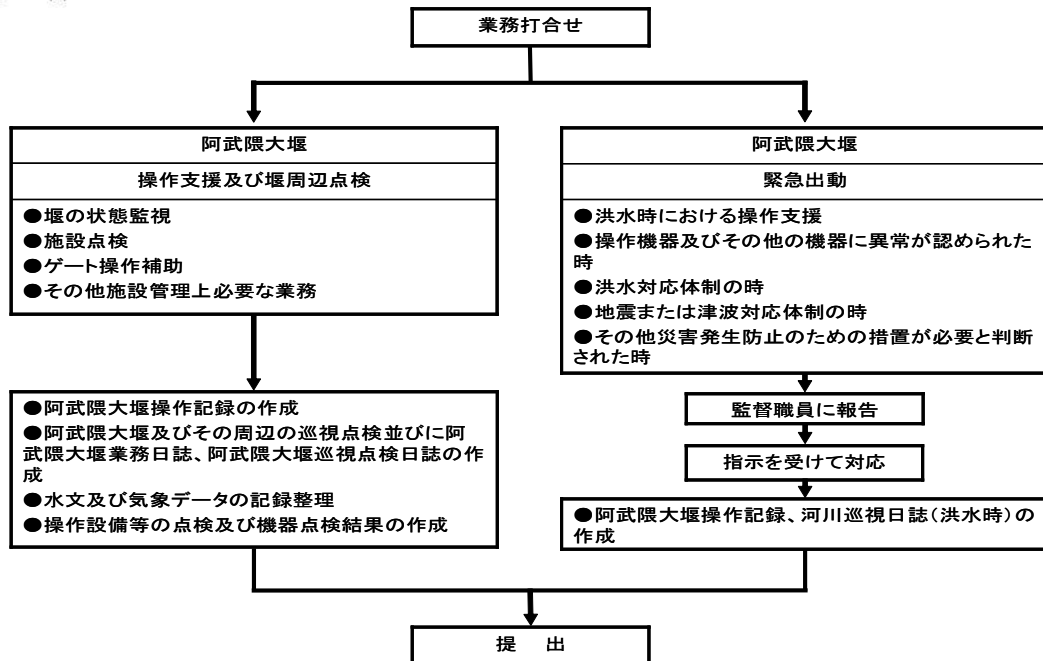 業務打合せ
阿武隈大堰
操作支援及び堰周辺点検
●堰の状態監視
●施設点検
●ゲート操作補助
●その他施設管理上必要な業務
●阿武隈大堰操作記録の作成
●阿武隈大堰及びその周辺の巡視点検並びに阿
武隈大堰業務日誌、阿武隈大堰巡視点検日誌の作
成
●水文及び気象データの記録整理
●操作設備等の点検及び機器点検結果の作成
阿武隈大堰
緊急出動
●洪水時における操作支援
●操作機器及びその他の機器に異常が認められた
時
●洪水対応体制の時
●地震または津波対応体制の時
●その他災害発生防止のための措置が必要と判断
された時
監督職員に報告
指示を受けて対応
●阿武隈大堰操作記録、河川巡視日誌(洪水時)の
作成
提 出